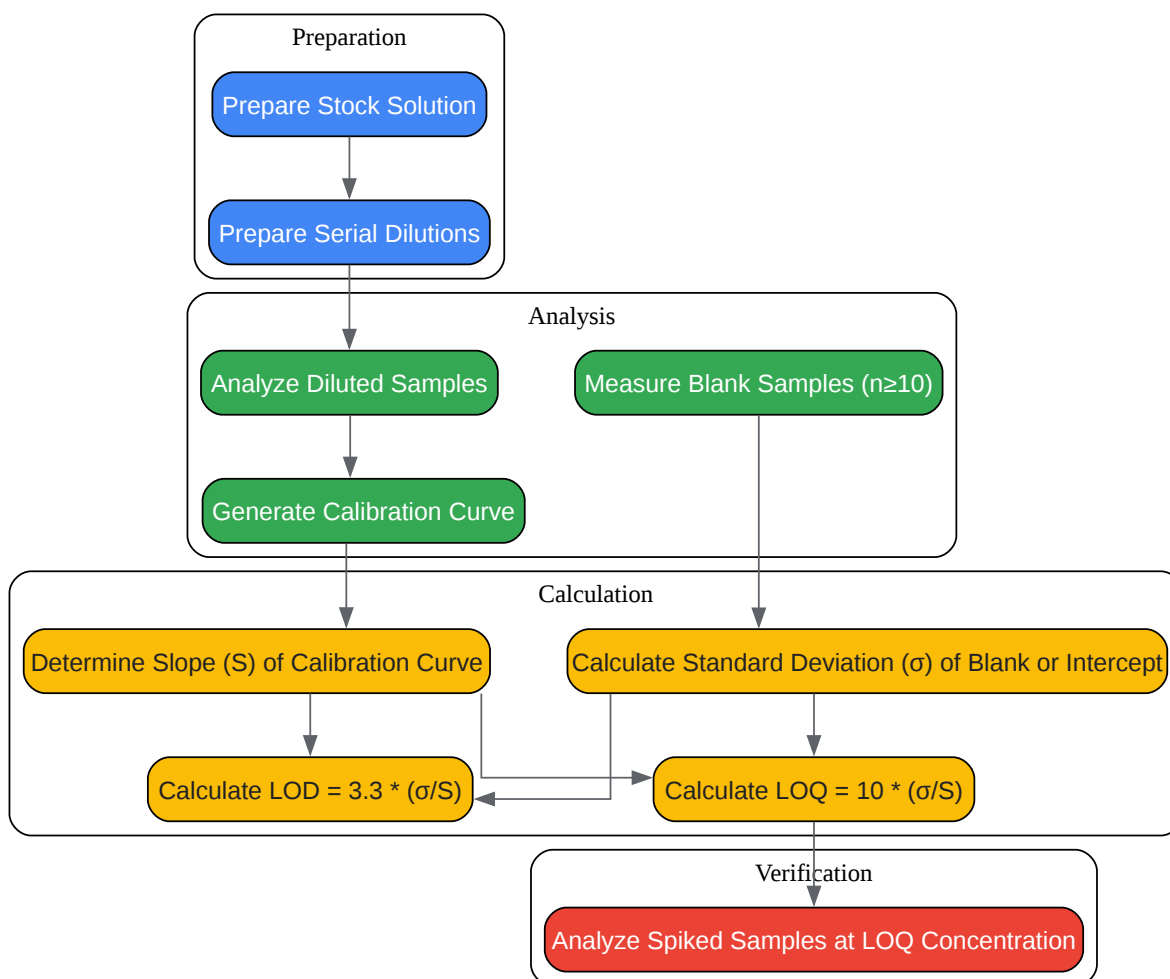 Preparation
Prepare Stock Solution
Prepare Serial Dilutions
Analysis
Analyze Diluted Samples
Measure Blank Samples (n≥10)
Generate Calibration Curve
Calculation
Determine Slope (S) of Calibration Curve
Calculate Standard Deviation (σ) of Blank or Intercept
Calculate LOD = 3.3 * (σ/S)
Calculate LOQ = 10 * (σ/S)
Verification
Analyze Spiked Samples at LOQ Concentration